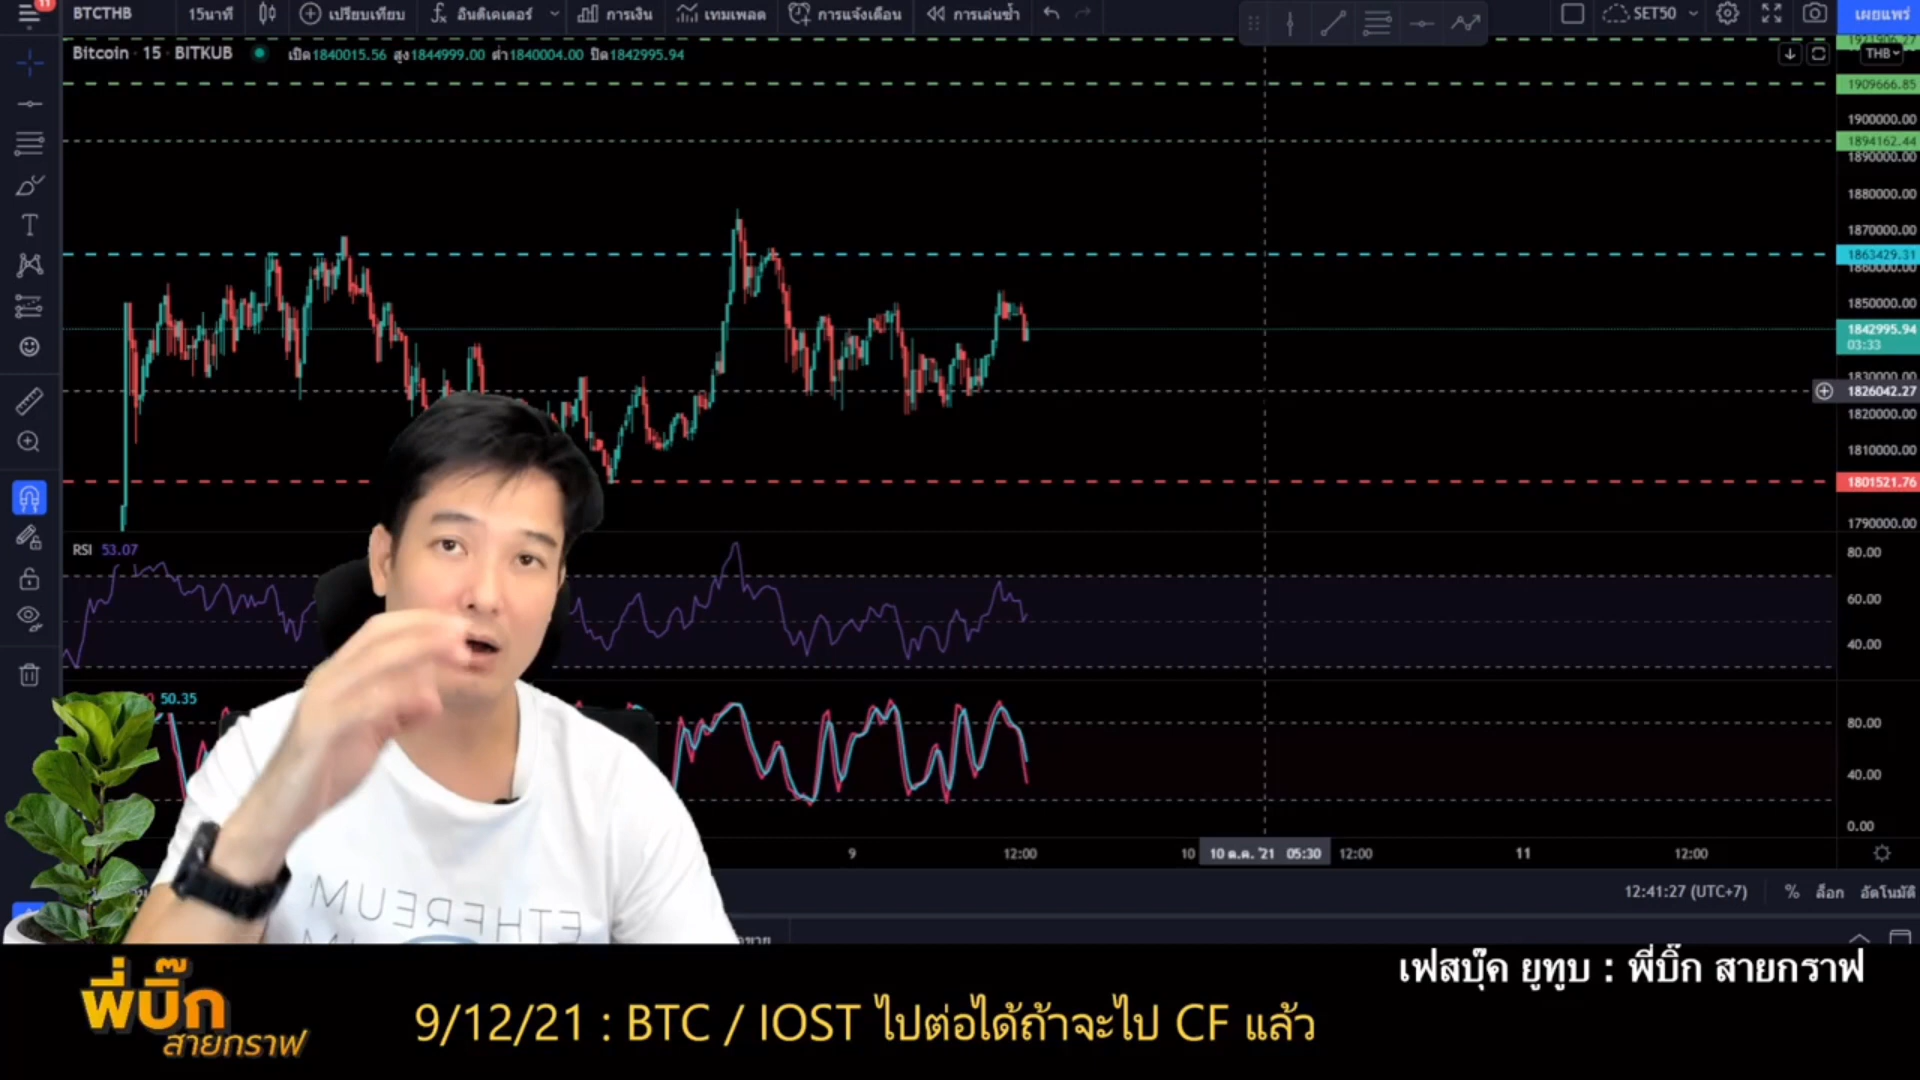 11
BTCTHB 15นาที เปรียบเทียบ อินดิเคเตอร์ การเงิน เทมเพลต การแจ้งเตือน การเล่นซ้ำ SET50 เผยแพร่
Bitcoin · 15 · BITKUB เปิด1840015.56 สูง1844999.00 ต่ำ1840004.00 ปิด1842995.94
THB
1909666.85
1900000.00
1894162.44
1890000.00
1880000.00
1870000.00
1863429.31
1860000.00
1850000.00
1842995.94
03:33
1830000.00
1826042.27
1820000.00
1810000.00
1801521.76
1790000.00
RSI 53.07
80.00
60.00
40.00
50.35
80.00
40.00
0.00
9 12:00 10 10 ต.ค. '21 05:30 12:00 11 12:00
12:41:27 (UTC+7) % ล็อก อัตโนมัติ
ETHEREUM
เฟสบุ๊ค ยูทูบ : พี่บิ๊ก สายกราฟ
พี่บิ๊ก
สายกราฟ
9/12/21 : BTC / IOST ไปต่อได้ถ้าจะไป CF แล้ว